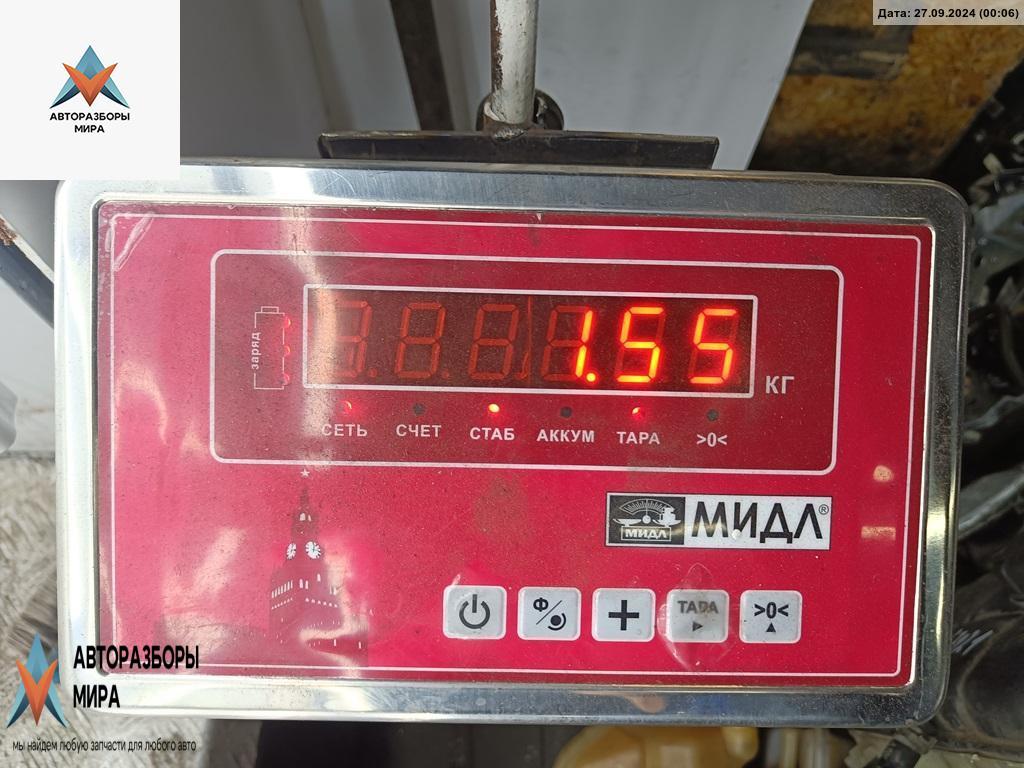 Дата: 27.09.2024 (00:06)
АВТОРАЗБОРЫ
МИРА
заряд
1.55
КГ
СЕТЬ СЧЕТ СТАБ АККУМ ТАРА >0<
МИДЛ МИДЛ®
Ф ТАРА >0<
АВТОРАЗБОРЫ
МИРА
мы найдем любую запчасти для любого авто